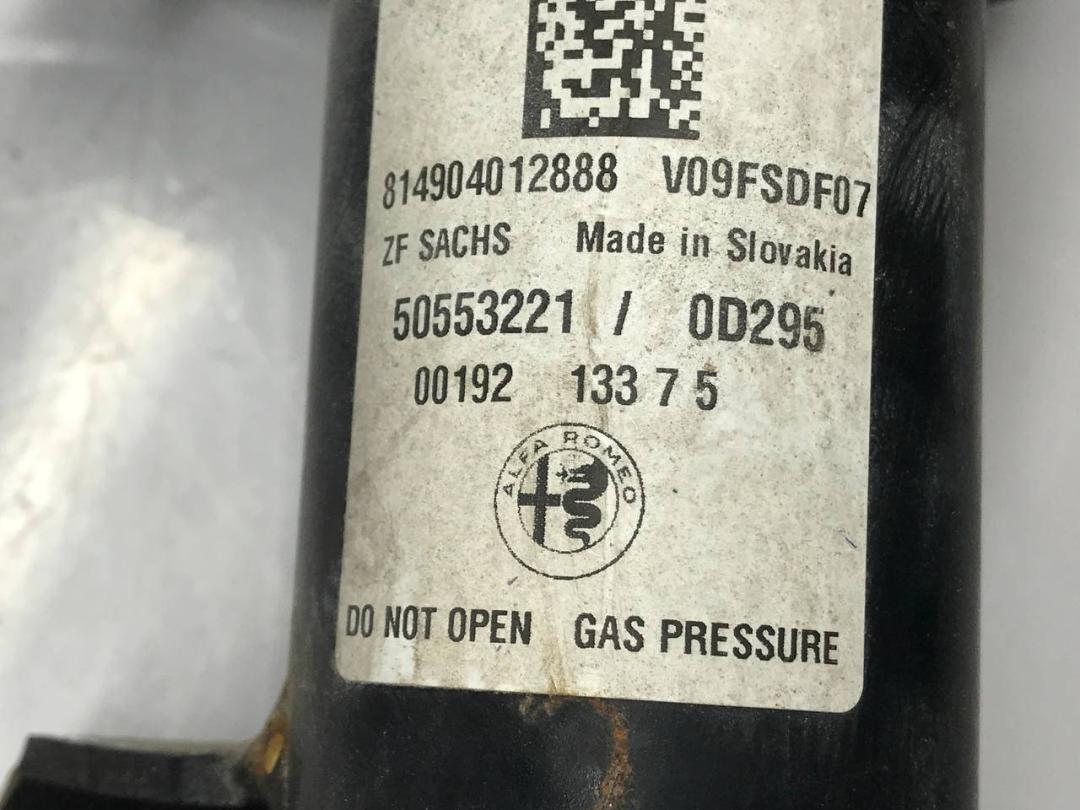 814904012888 V09FSDF07
ZF SACHS Made in Slovakia
50553221 / 0D295
00192 133 7 5
ALFA ROMEO
DO NOT OPEN GAS PRESSURE